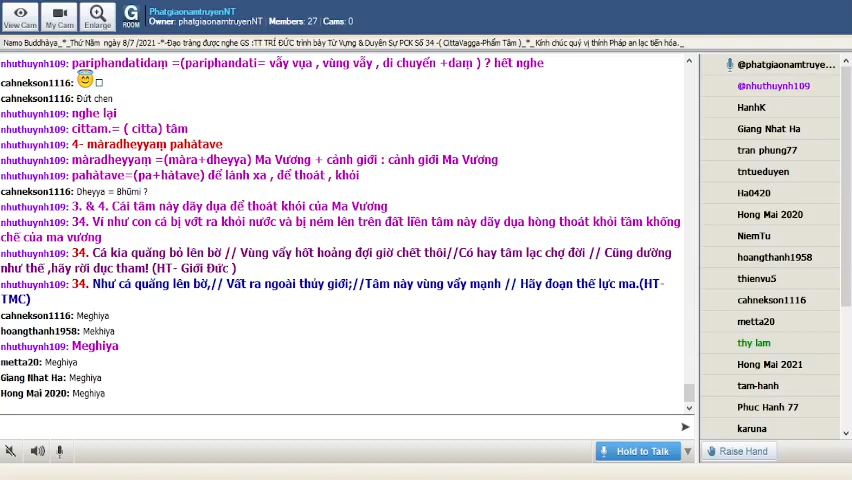 View Cam
My Cam
Enlarge
G
ROOM
PhatgiaonamtruyenNT
Owner: phatgiaonamtruyenNT | Members: 27 | Cams: 0
Namo Buddhàya_*_Thứ Năm ngày 8/7 /2021 -*-Đạo tràng được nghe GS :TT TRÍ ĐỨC trình bày Từ Vựng & Duyên Sự PCK Số 34 -( CittaVagga-Phẩm Tâm )_*_Kính chúc quý vị thính Pháp an lạc tiến hóa._
nhuthuynh109: pariphandatidaṃ =(pariphandati= vẫy vụa , vùng vẫy , di chuyển +daṃ ) ? hết nghe
cahnekson1116:
cahnekson1116: Đứt chen
nhuthuynh109: nghe lại
nhuthuynh109: cittaṃ.= ( citta) tâm
nhuthuynh109: 4- màradheyyaṃ pahàtave
nhuthuynh109: màradheyyaṃ =(màra+dheyya) Ma Vương + cảnh giới : cảnh giới Ma Vương
nhuthuynh109: pahàtave=(pa+hàtave) để lánh xa , để thoát , khỏi
cahnekson1116: Dheyya = Bhūmi ?
nhuthuynh109: 3. & 4. Cái tâm này dãy dụa để thoát khỏi của Ma Vương
nhuthuynh109: 34. Ví như con cá bị vớt ra khỏi nước và bị ném lên trên đất liền tâm này dãy dụa hòng thoát khỏi tầm khống
chế của ma vương
nhuthuynh109: 34. Cá kia quăng bỏ lên bờ // Vùng vẩy hốt hoảng đợi giờ chết thôi//Có hay tâm lạc chợ đời // Cũng dường
như thế ,hãy rời dục tham! (HT- Giới Đức )
nhuthuynh109: 34. Như cá quăng lên bờ,// Vất ra ngoài thủy giới;//Tâm này vùng vẩy mạnh // Hãy đoạn thế lực ma.(HT-
TMC)
cahnekson1116: Meghiya
hoangthanh1958: Mekhiya
nhuthuynh109: Meghiya
metta20: Meghiya
Giang Nhat Ha: Meghiya
Hong Mai 2020: Meghiya
@phatgiaonamtruye...
@nhuthuynh109
HanhK
Giang Nhat Ha
tran phung77
tntueduyen
Ha0420
Hong Mai 2020
NiemTu
hoangthanh1958
thienvu5
cahnekson1116
metta20
thy lam
Hong Mai 2021
tam-hanh
Phuc Hanh 77
karuna
Hold to Talk
Raise Hand